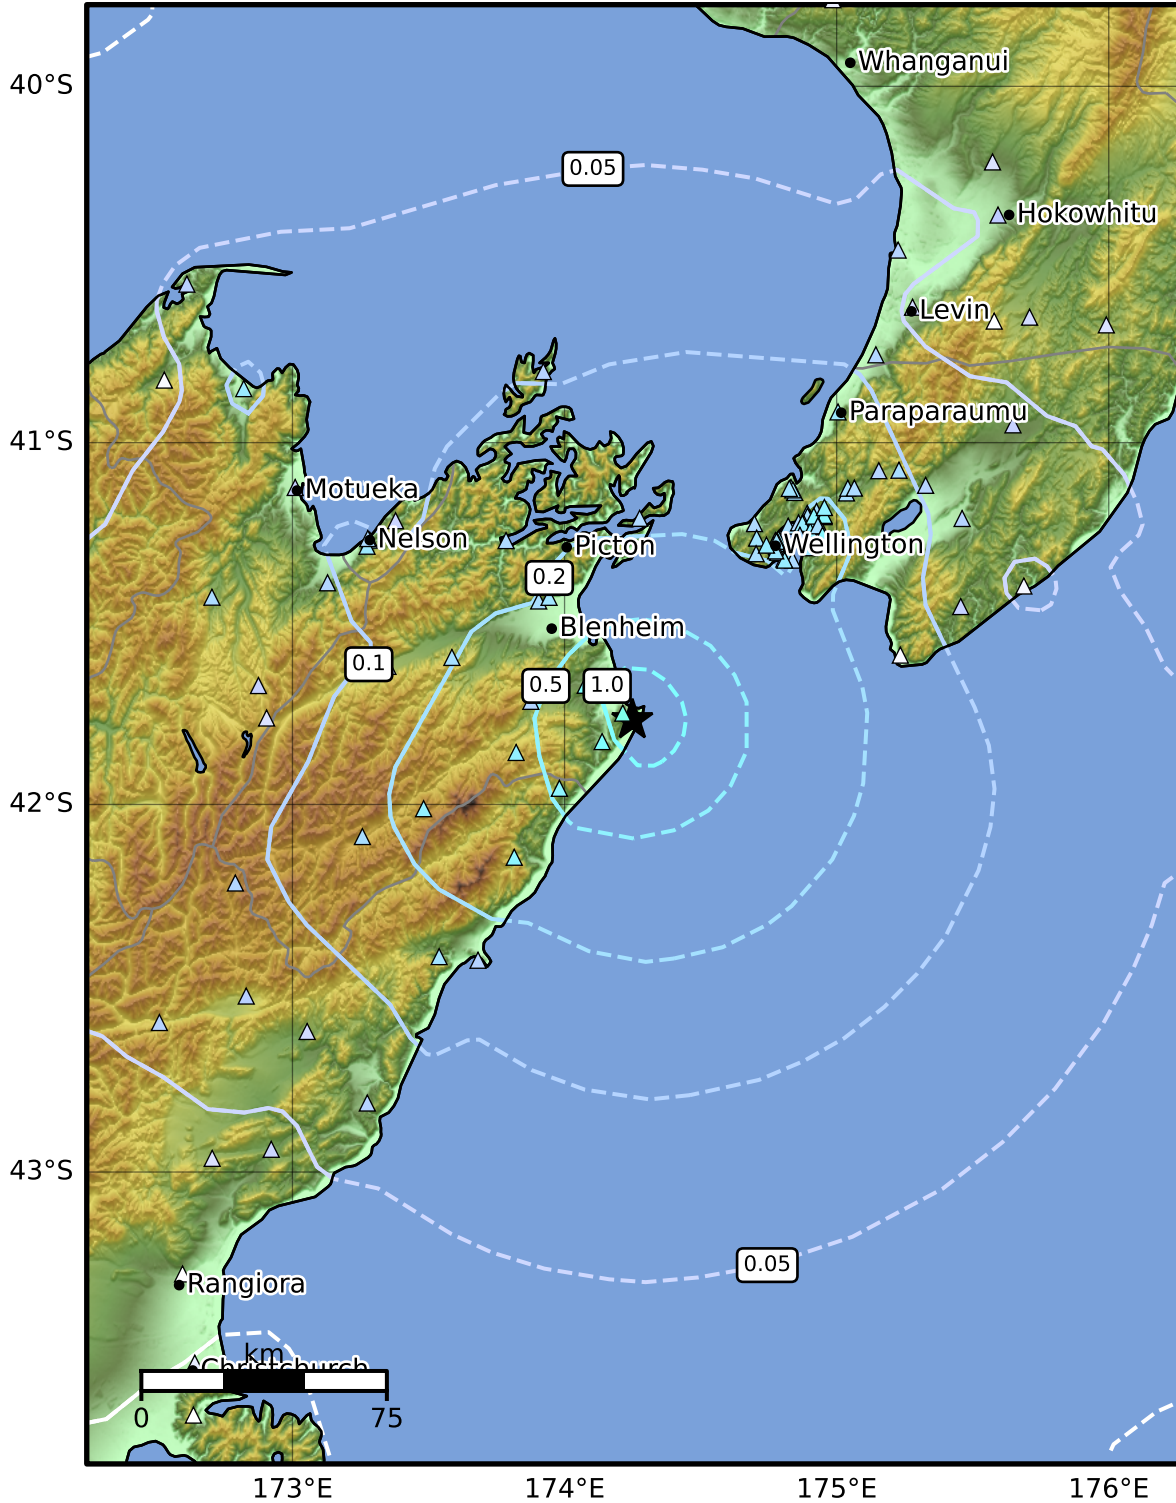 40°S
Whanganui
0.05
Hokowhitu
Levin
Paraparaumu
41°S
Motueka
Nelson
Picton
Wellington
0.2
Blenheim
0.1
0.5
1.0
42°S
43°S
0.05
Rangiora
km
Christchurch
0
75
173°E
174°E
175°E
176°E